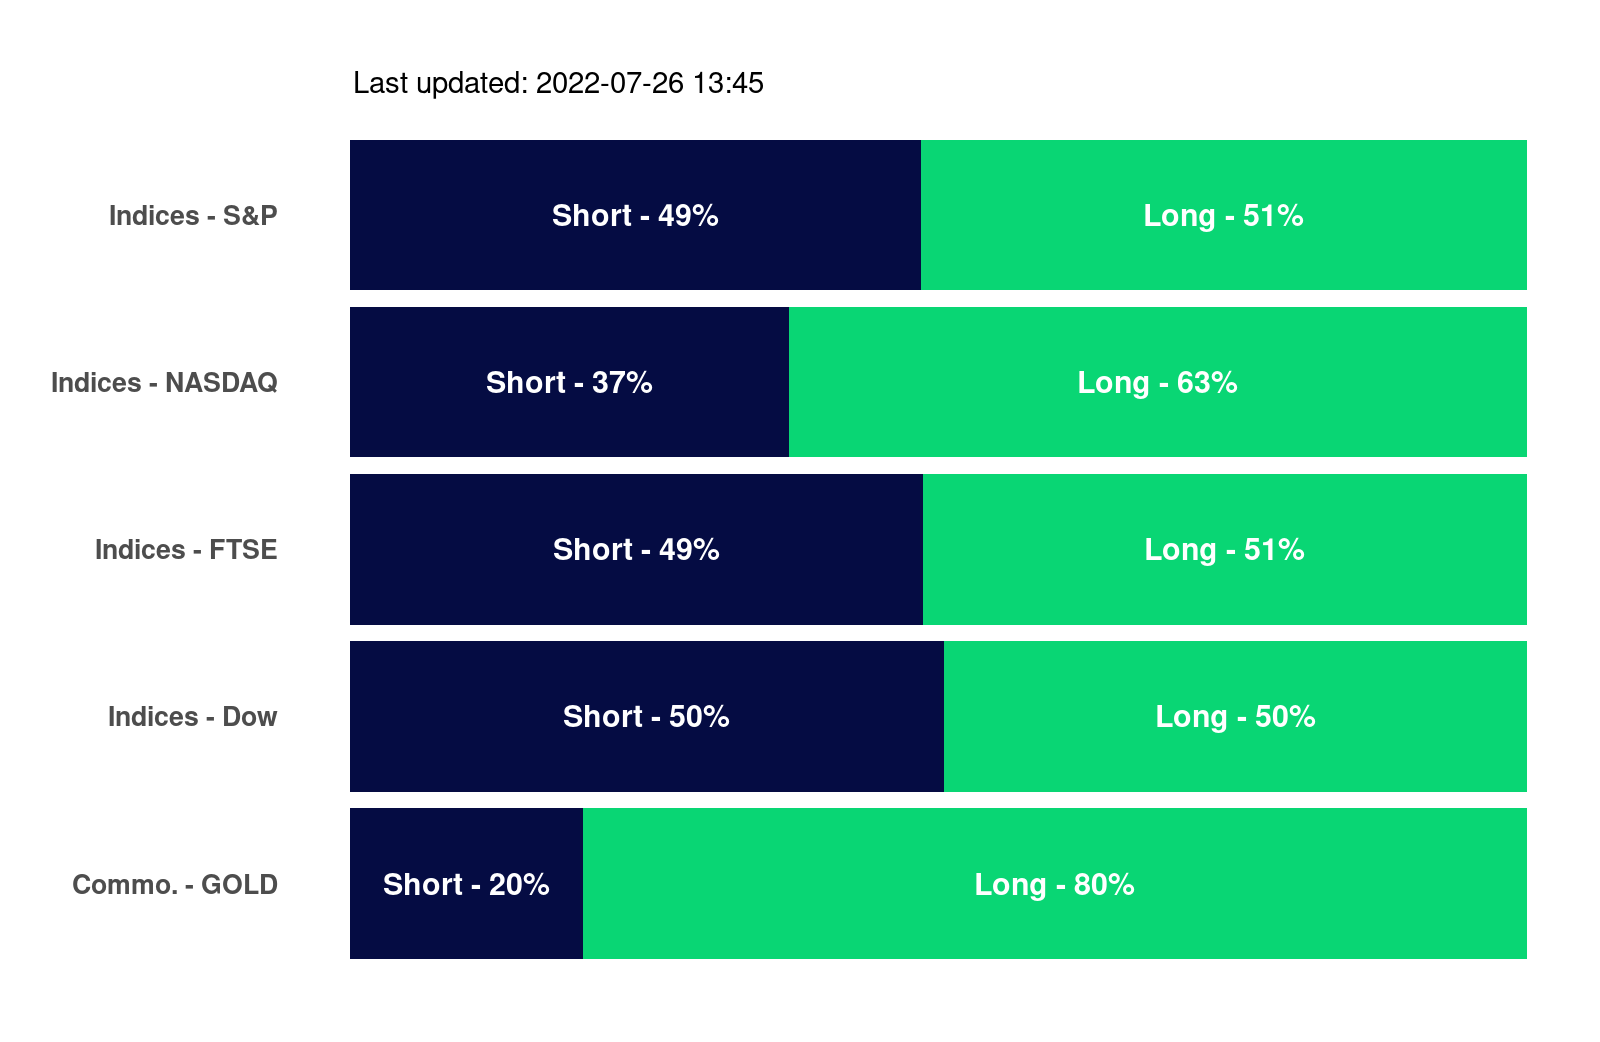 Last updated: 2022-07-26 13:45
Indices - S&P Short - 49% Long - 51%
Indices - NASDAQ Short - 37% Long - 63%
Indices - FTSE Short - 49% Long - 51%
Indices - Dow Short - 50% Long - 50%
Commo. - GOLD Short - 20% Long - 80%